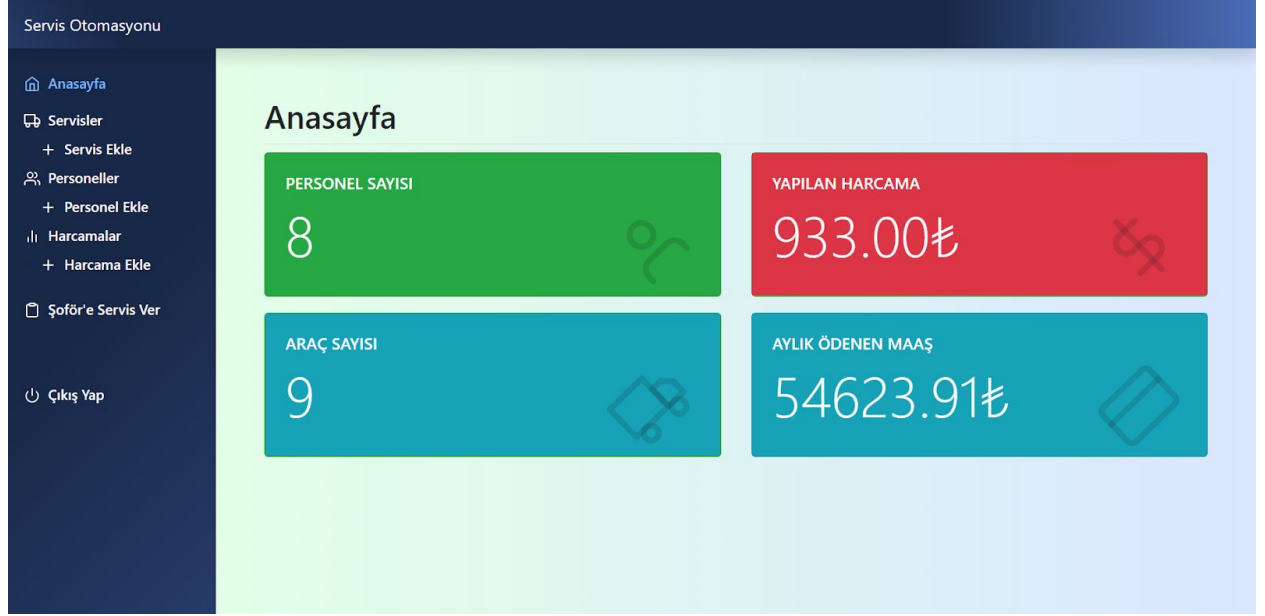 Servis Otomasyonu
Anasayfa
Servisler
+ Servis Ekle
Personeller
+ Personel Ekle
Harcamalar
+ Harcama Ekle
Şoför'e Servis Ver
Çıkış Yap
Anasayfa
PERSONEL SAYISI
8
YAPILAN HARCAMA
933.00₺
ARAÇ SAYISI
9
AYLIK ÖDENEN MAAŞ
54623.91₺